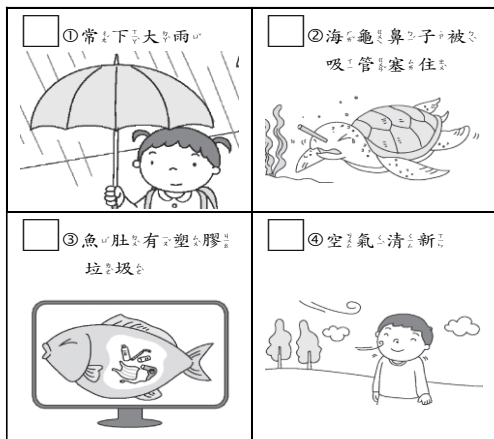 ①常下大雨
②海龜鼻子被
吸管塞住
③魚肚有塑膠
垃圾
④空氣清新